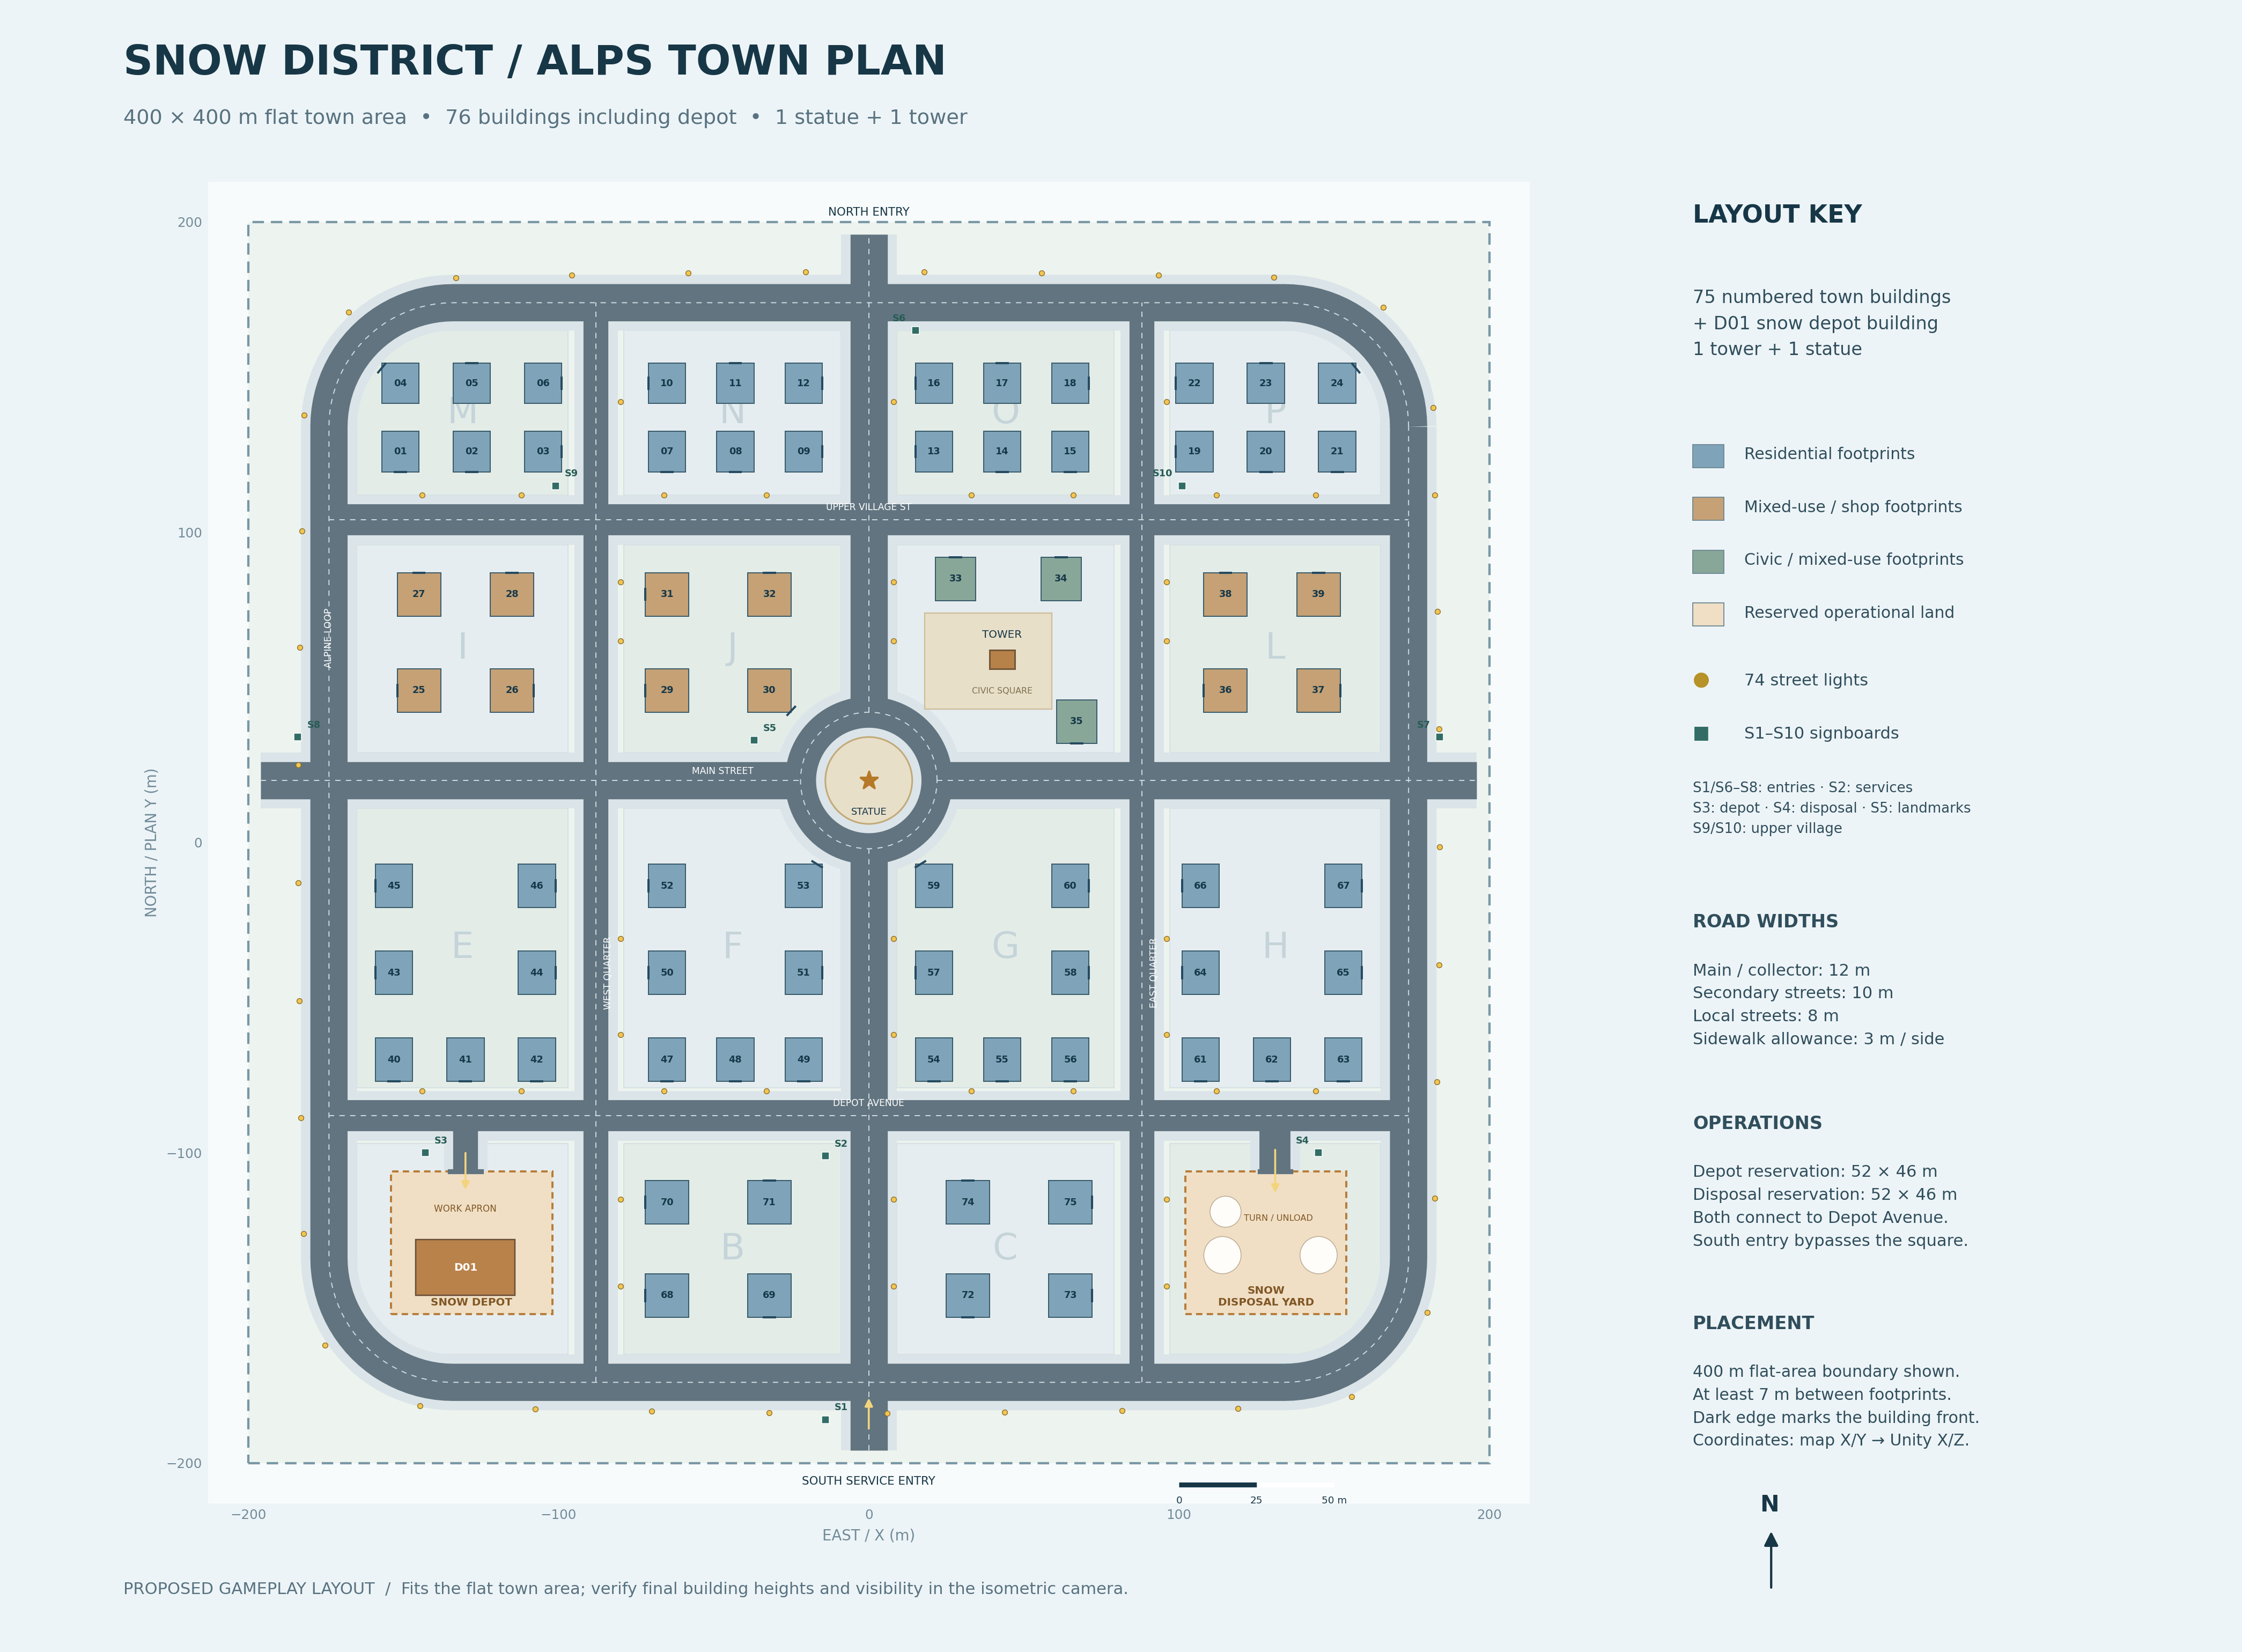 SNOW DISTRICT / ALPS TOWN PLAN
400 × 400 m flat town area • 76 buildings including depot • 1 statue + 1 tower
NORTH ENTRY
200
S6
04
05
06
10
11
12
16
17
18
22
23
24
M
N
O
P
01
02
03
07
08
09
13
14
15
19
20
21
S9
S10
UPPER VILLAGE ST
100
27
28
31
32
33
34
38
39
ALPINE LOOP
I
J
TOWER
L
25
26
29
30
CIVIC SQUARE
36
37
35
S8
S5
S7
MAIN STREET
STATUE
NORTH / PLAN Y (m)
0
45
46
52
53
59
60
66
67
E
F
G
H
43
44
50
51
57
58
64
65
WEST QUARTER
EAST QUARTER
40
41
42
47
48
49
54
55
56
61
62
63
DEPOT AVENUE
S3
S2
S4
−100
WORK APRON
70
71
74
75
TURN / UNLOAD
B
C
D01
SNOW DEPOT
68
69
72
73
SNOW
DISPOSAL YARD
S1
−200
SOUTH SERVICE ENTRY
0
25
50 m
−200
−100
0
100
200
EAST / X (m)
LAYOUT KEY
75 numbered town buildings
+ D01 snow depot building
1 tower + 1 statue
Residential footprints
Mixed-use / shop footprints
Civic / mixed-use footprints
Reserved operational land
74 street lights
S1–S10 signboards
S1/S6–S8: entries · S2: services
S3: depot · S4: disposal · S5: landmarks
S9/S10: upper village
ROAD WIDTHS
Main / collector: 12 m
Secondary streets: 10 m
Local streets: 8 m
Sidewalk allowance: 3 m / side
OPERATIONS
Depot reservation: 52 × 46 m
Disposal reservation: 52 × 46 m
Both connect to Depot Avenue.
South entry bypasses the square.
PLACEMENT
400 m flat-area boundary shown.
At least 7 m between footprints.
Dark edge marks the building front.
Coordinates: map X/Y → Unity X/Z.
N
PROPOSED GAMEPLAY LAYOUT / Fits the flat town area; verify final building heights and visibility in the isometric camera.